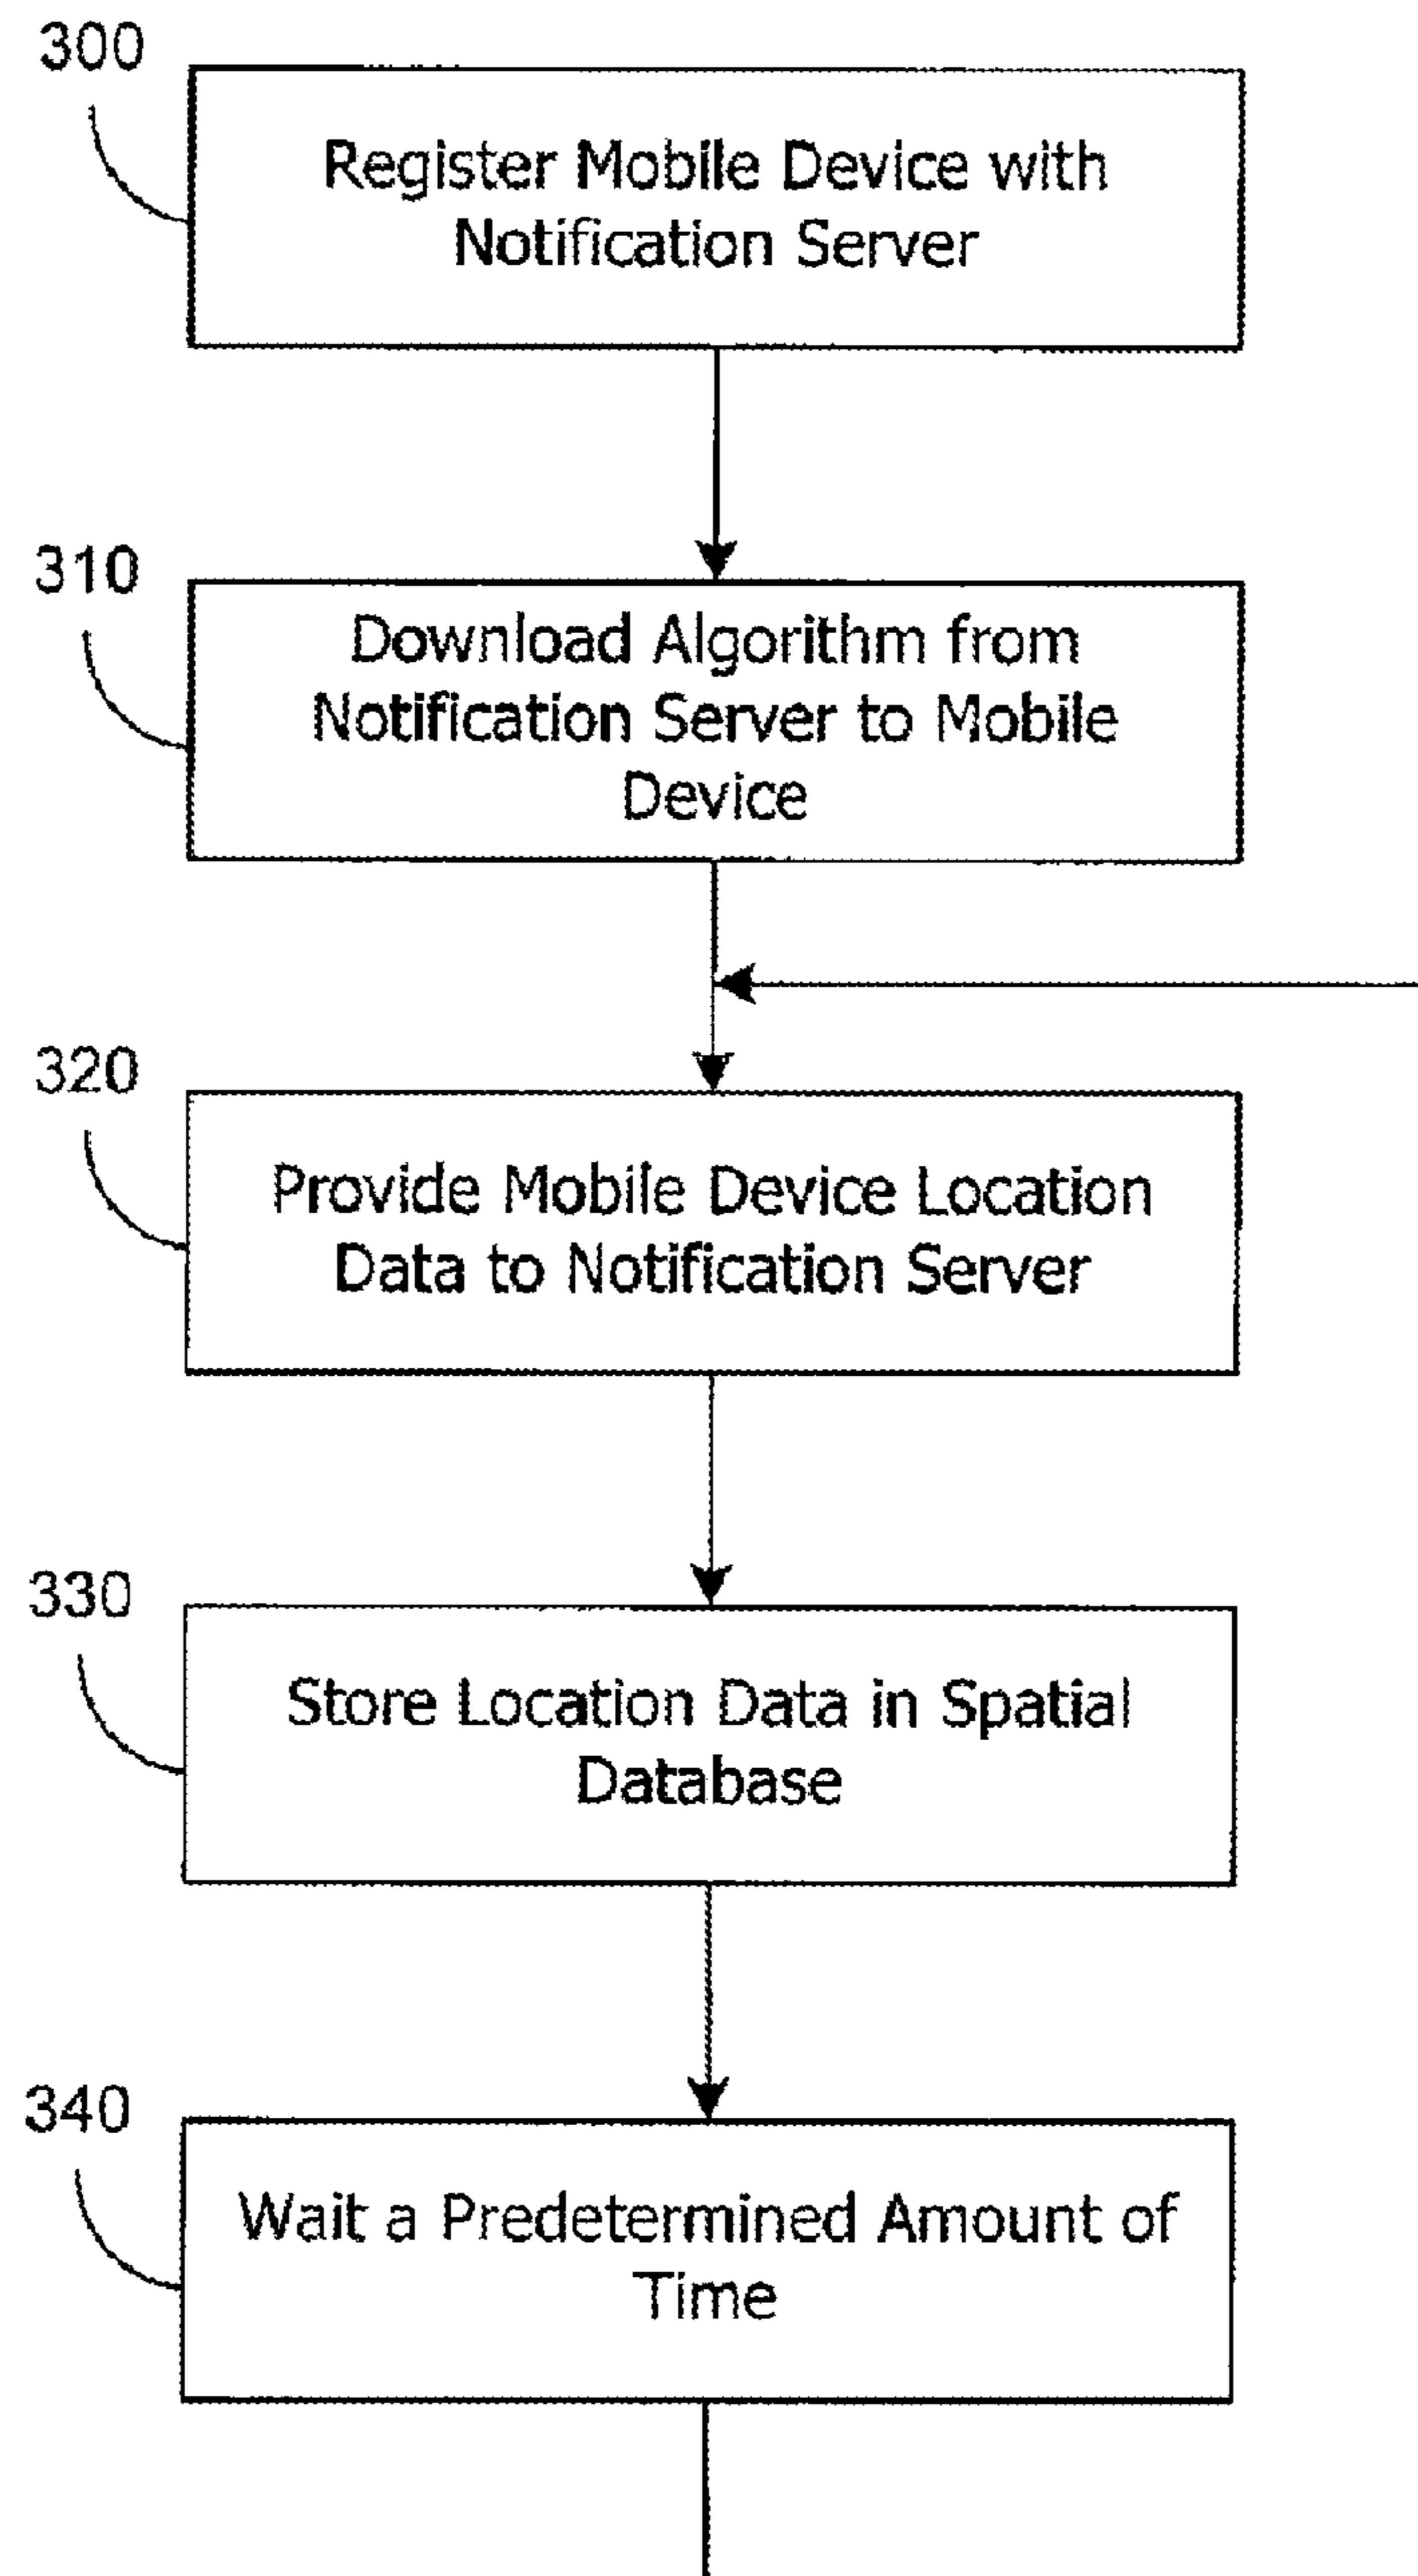 300
Register Mobile Device with
Notification Server
310
Download Algorithm from
Notification Server to Mobile
Device
320
Provide Mobile Device Location
Data to Notification Server
330
Store Location Data in Spatial
Database
340
Wait a Predetermined Amount of
Time